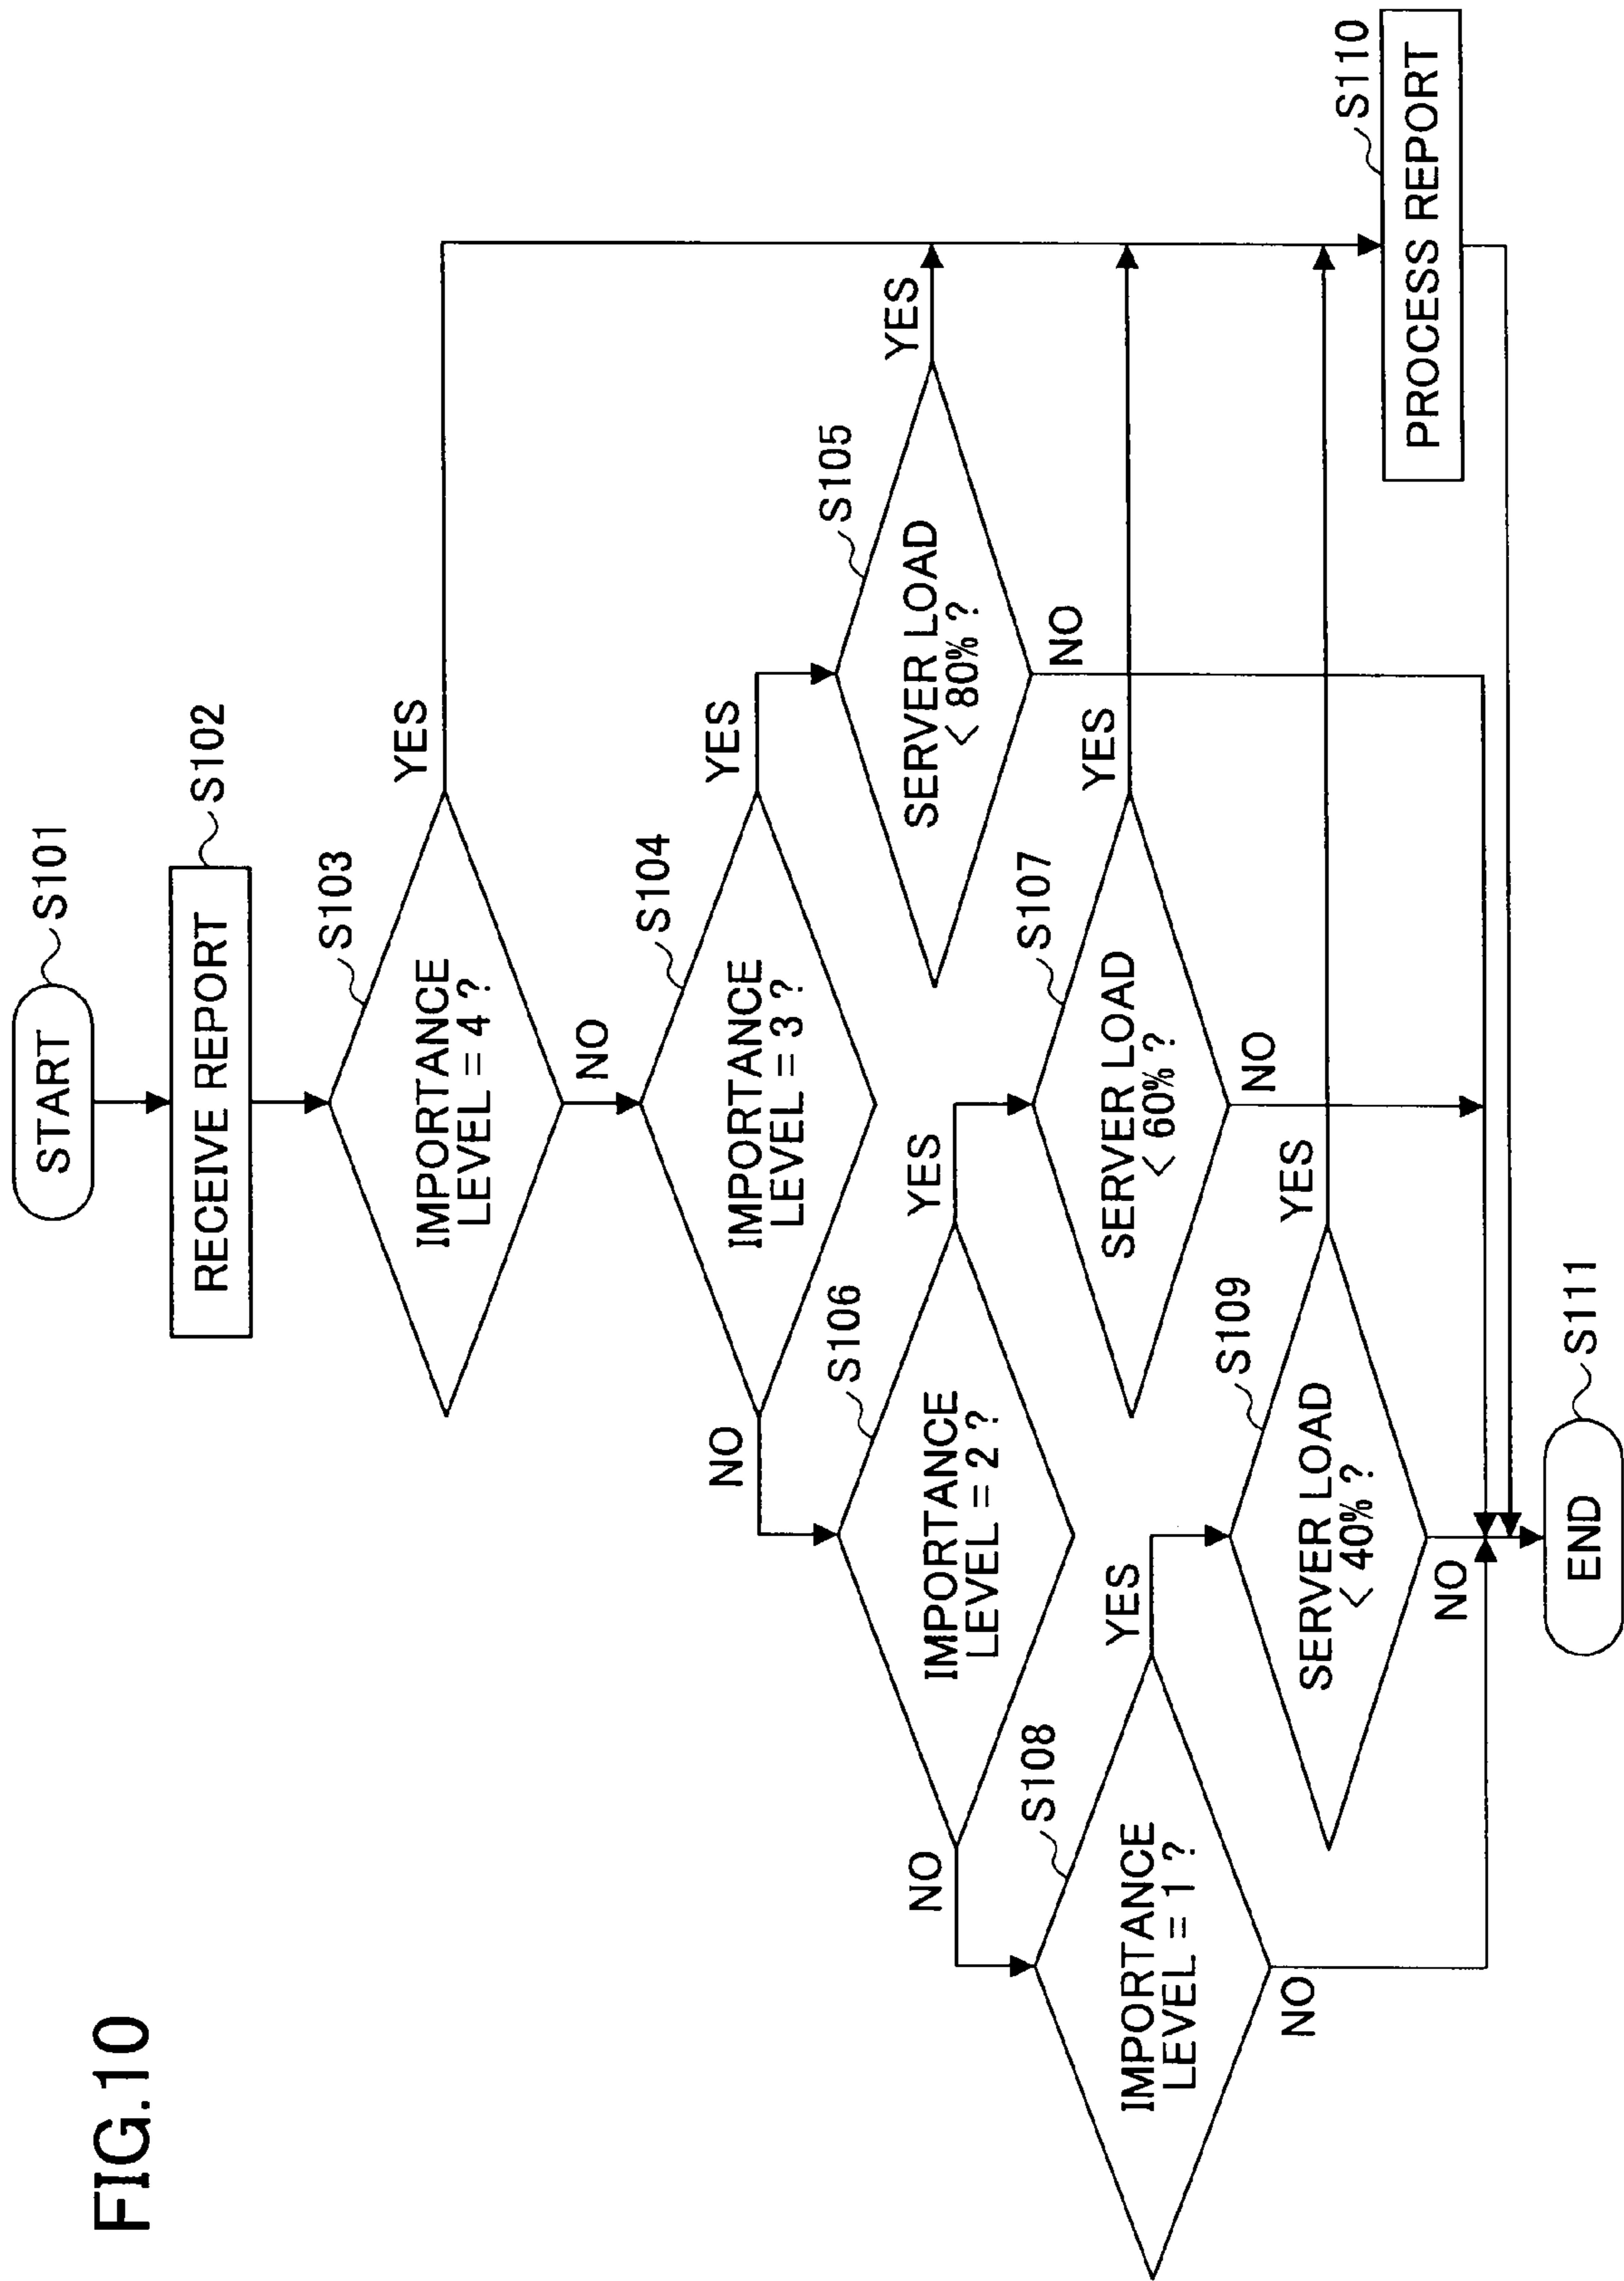 FIG.10
START
S101
RECEIVE REPORT
S102
IMPORTANCE
LEVEL = 4 ?
S103
YES
NO
IMPORTANCE
LEVEL = 3 ?
S104
YES
NO
SERVER LOAD
< 80% ?
S105
YES
NO
IMPORTANCE
LEVEL = 2 ?
S106
YES
NO
SERVER LOAD
< 60% ?
S107
YES
NO
IMPORTANCE
LEVEL = 1 ?
S108
YES
NO
SERVER LOAD
< 40% ?
S109
YES
NO
PROCESS REPORT
S110
END
S111